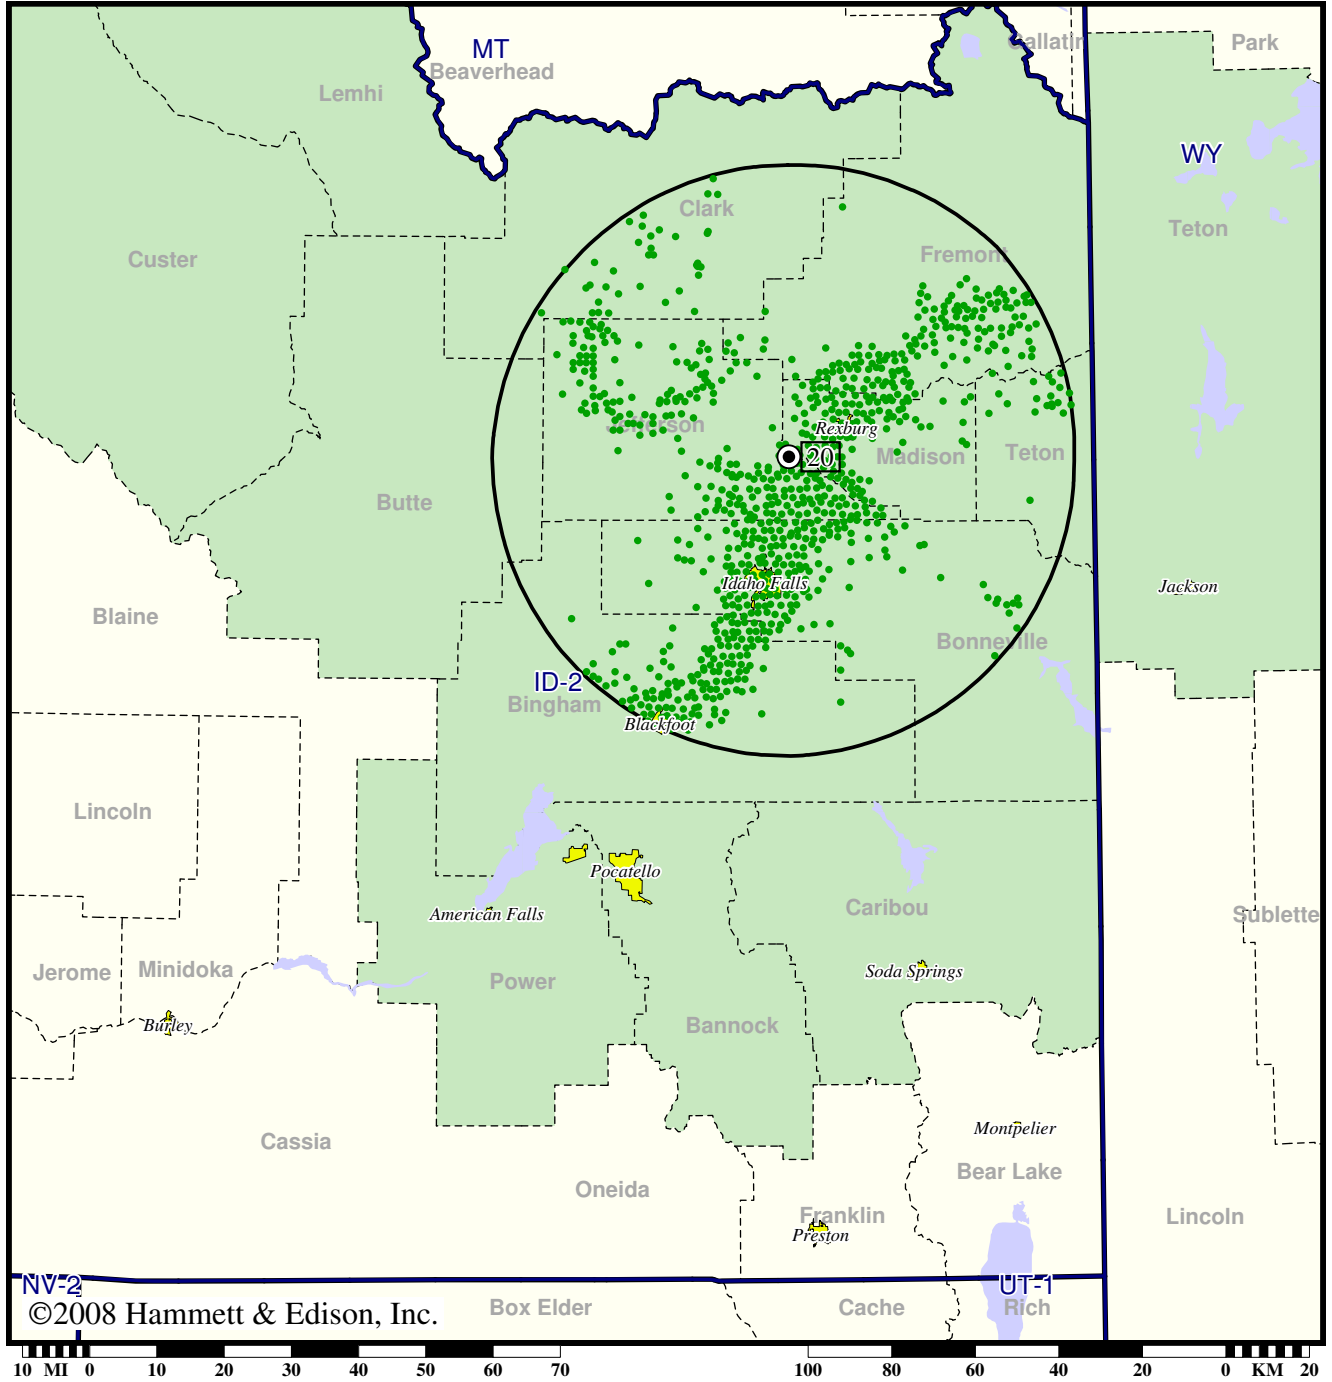 MT
Beaverhead
Gallatin
Park
Lemhi
WY
Clark
Teton
Custer
Fremont
Jefferson
Rexburg
20
Madison
Teton
Butte
Idaho Falls
Jackson
Blaine
Bonneville
ID-2
Bingham
Blackfoot
Lincoln
Pocatello
American Falls
Caribou
Sublette
Jerome
Minidoka
Power
Soda Springs
Burley
Bannock
Cassia
Montpelier
Bear Lake
Oneida
Franklin
Lincoln
Preston
NV-2
UT-1
©2008 Hammett & Edison, Inc.
Box Elder
Cache
Rich
10 MI 0 10 20 30 40 50 60 70 100 80 60 40 20 0 KM 20